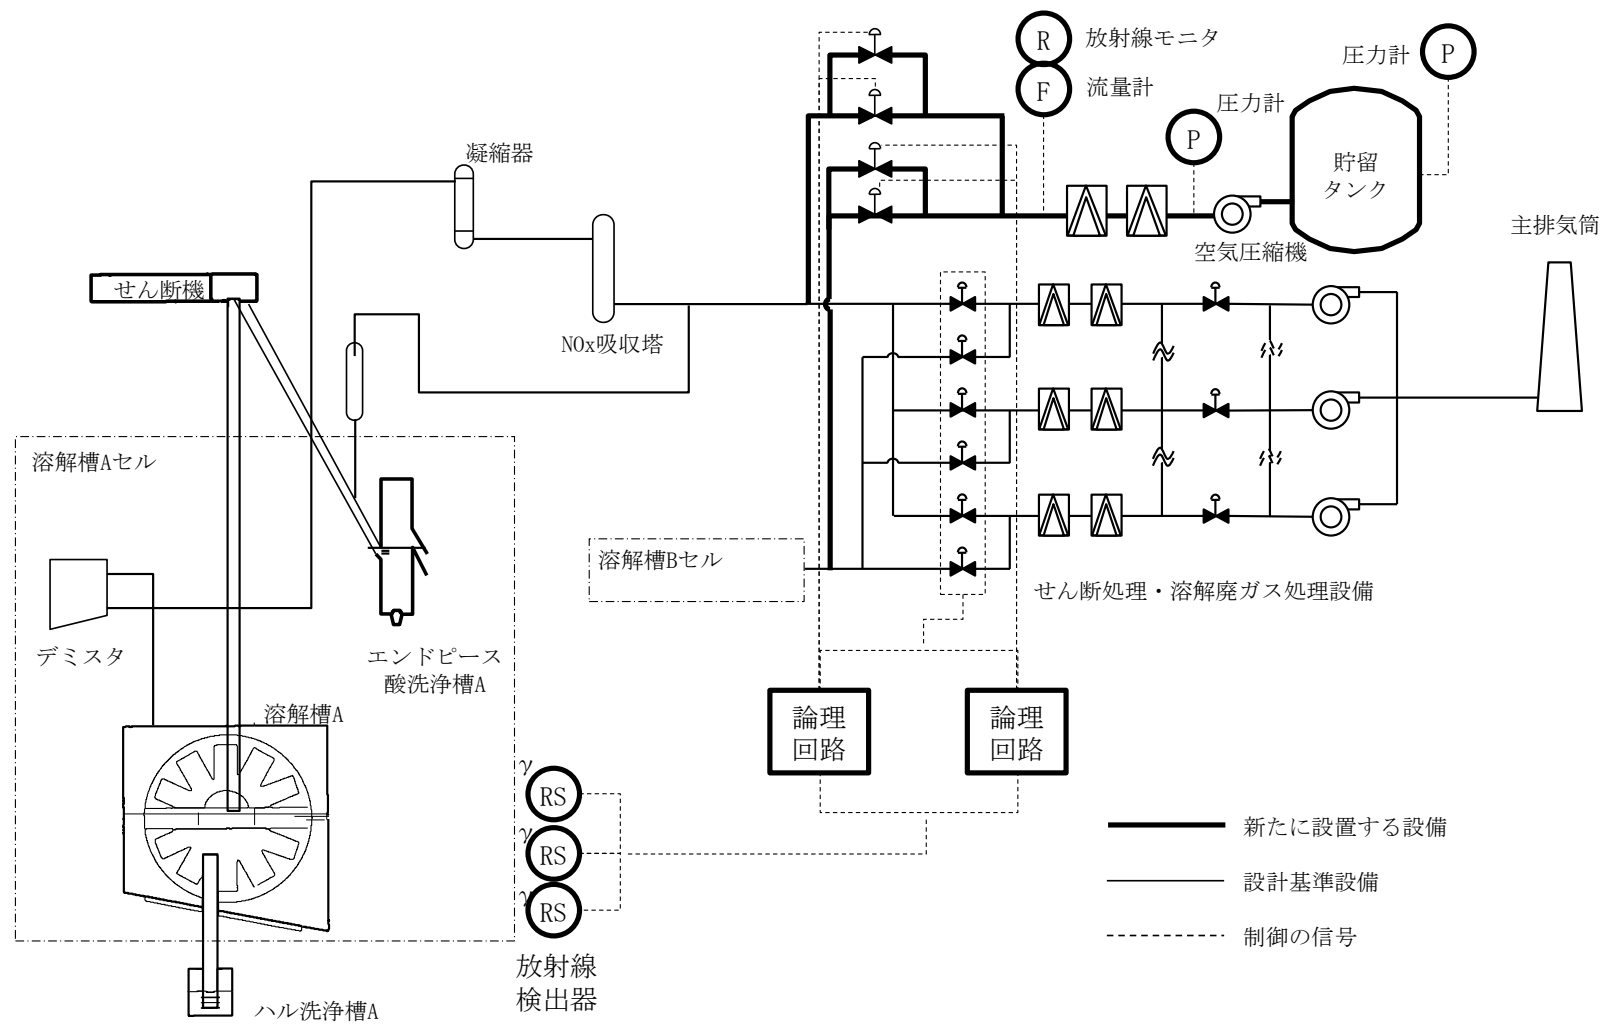 R
放射線モニタ
F
流量計
圧力計
P
圧力計
P
貯留
タンク
凝縮器
空気圧縮機
主排気筒
せん断機
NOx吸収塔
溶解槽Aセル
溶解槽Bセル
せん断処理・溶解廃ガス処理設備
デミスタ
エンドピース
酸洗浄槽A
溶解槽A
論理
回路
論理
回路
γ
RS
γ
RS
γ
RS
放射線
検出器
ハル洗浄槽A
新たに設置する設備
設計基準設備
制御の信号